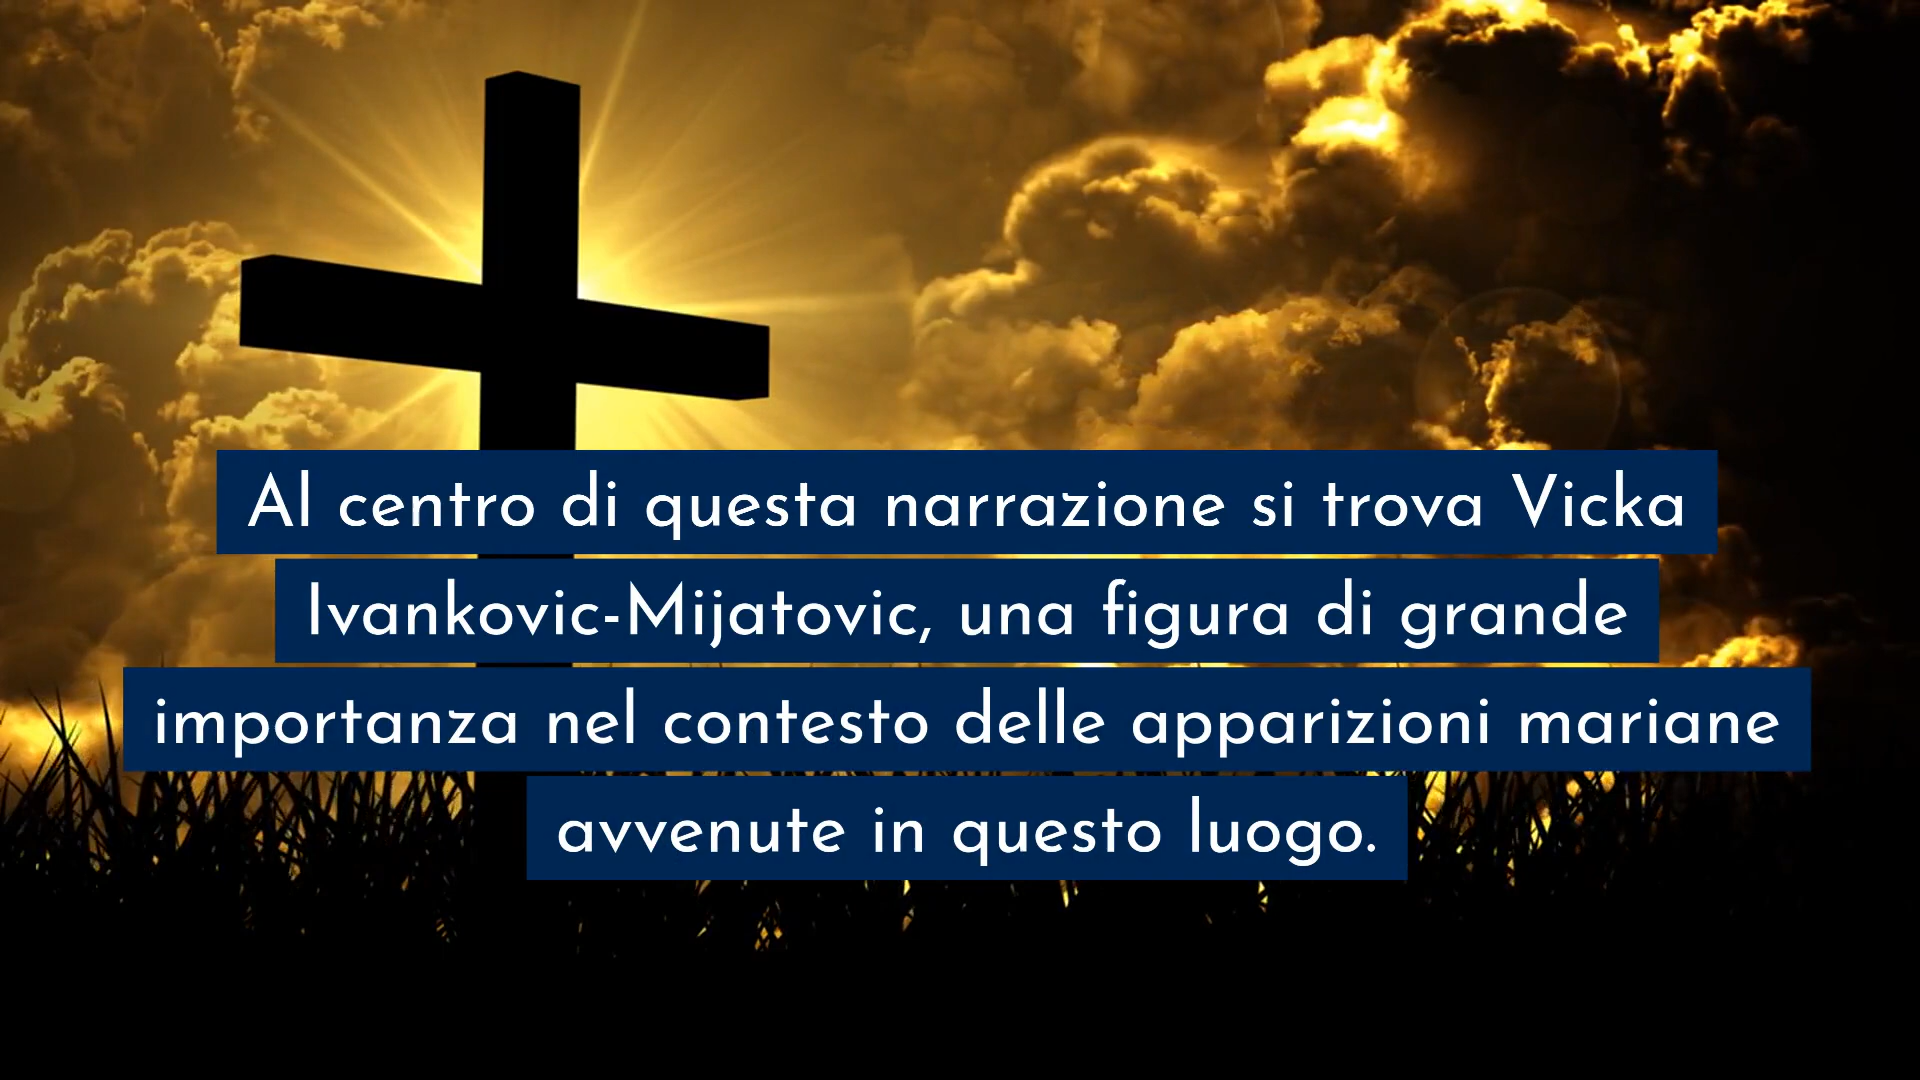 Al centro di questa narrazione si trova Vicka
Ivankovic-Mijatovic, una figura di grande
importanza nel contesto delle apparizioni mariane
avvenute in questo luogo.